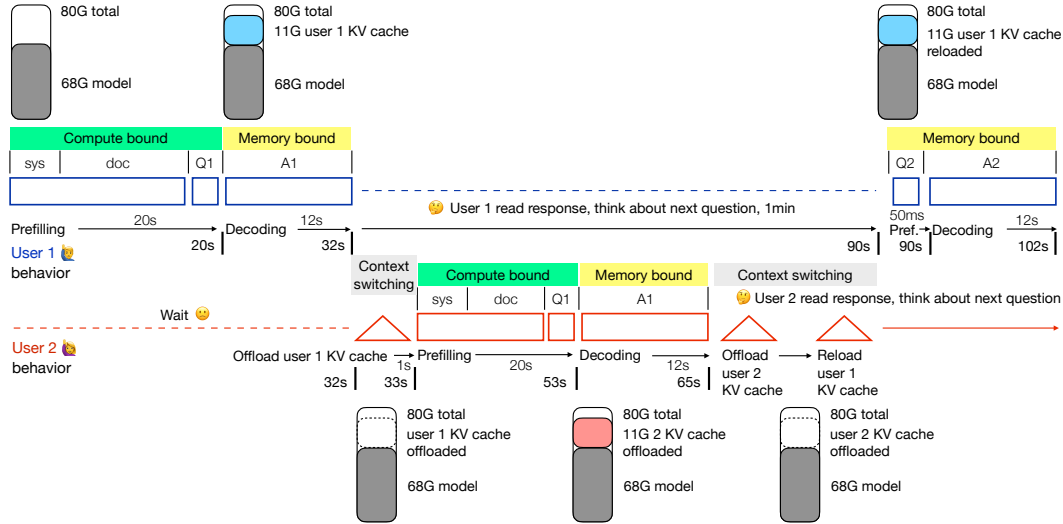 80G total
11G user 1 KV cache
68G model
80G total
68G model
80G total
11G user 1 KV cache
reloaded
68G model
Compute bound
Memory bound
Memory bound
sys
doc
Q1
A1
Q2
A2
🤔 User 1 read response, think about next question, 1min
Prefilling
20s
20s
Decoding
12s
32s
90s
50ms
Pref.
90s
Decoding
12s
102s
User 1 🙋‍♂️
behavior
Context
switching
Compute bound
Memory bound
Context switching
sys
doc
Q1
A1
🤔 User 2 read response, think about next question
Wait 🙁
User 2 🙋‍♀️
behavior
Offload user 1 KV cache
1s
32s
33s
Prefilling
20s
53s
Decoding
12s
65s
Offload
user 2
KV cache
Reload
user 1
KV cache
80G total
user 1 KV cache
offloaded
68G model
80G total
11G 2 KV cache
offloaded
68G model
80G total
user 2 KV cache
offloaded
68G model